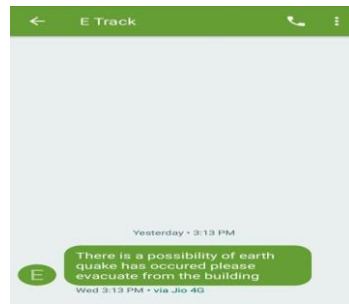 E Track
Yesterday • 3:13 PM
There is a possibility of earth
quake has occured please
evacuate from the building
E
Wed 3:13 PM • via Jio 4G